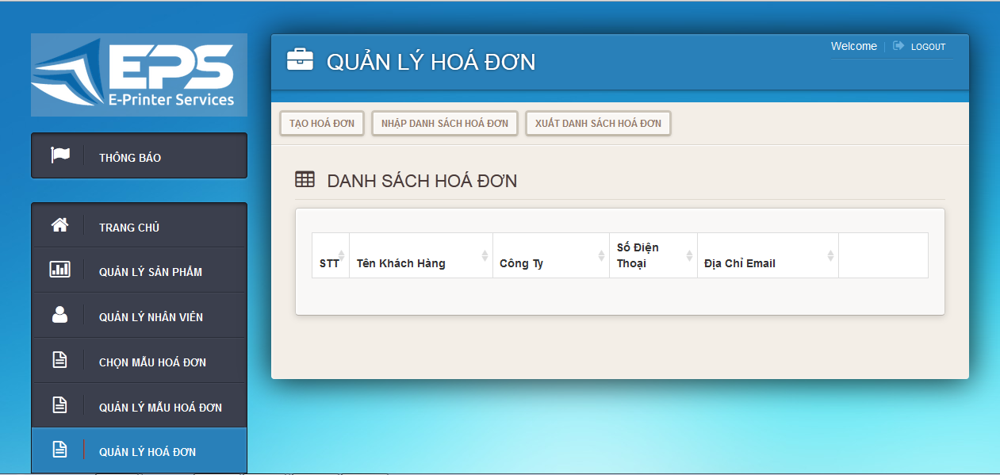 EPS
E-Printer Services
THÔNG BÁO
TRANG CHỦ
QUẢN LÝ SẢN PHẨM
QUẢN LÝ NHÂN VIÊN
CHỌN MẪU HOÁ ĐƠN
QUẢN LÝ MẪU HOÁ ĐƠN
QUẢN LÝ HOÁ ĐƠN
QUẢN LÝ HOÁ ĐƠN
Welcome LOGOUT
TẠO HOÁ ĐƠN NHẬP DANH SÁCH HOÁ ĐƠN XUẤT DANH SÁCH HOÁ ĐƠN
DANH SÁCH HOÁ ĐƠN
STT Tên Khách Hàng Công Ty Số Điện Thoại Địa Chỉ Email